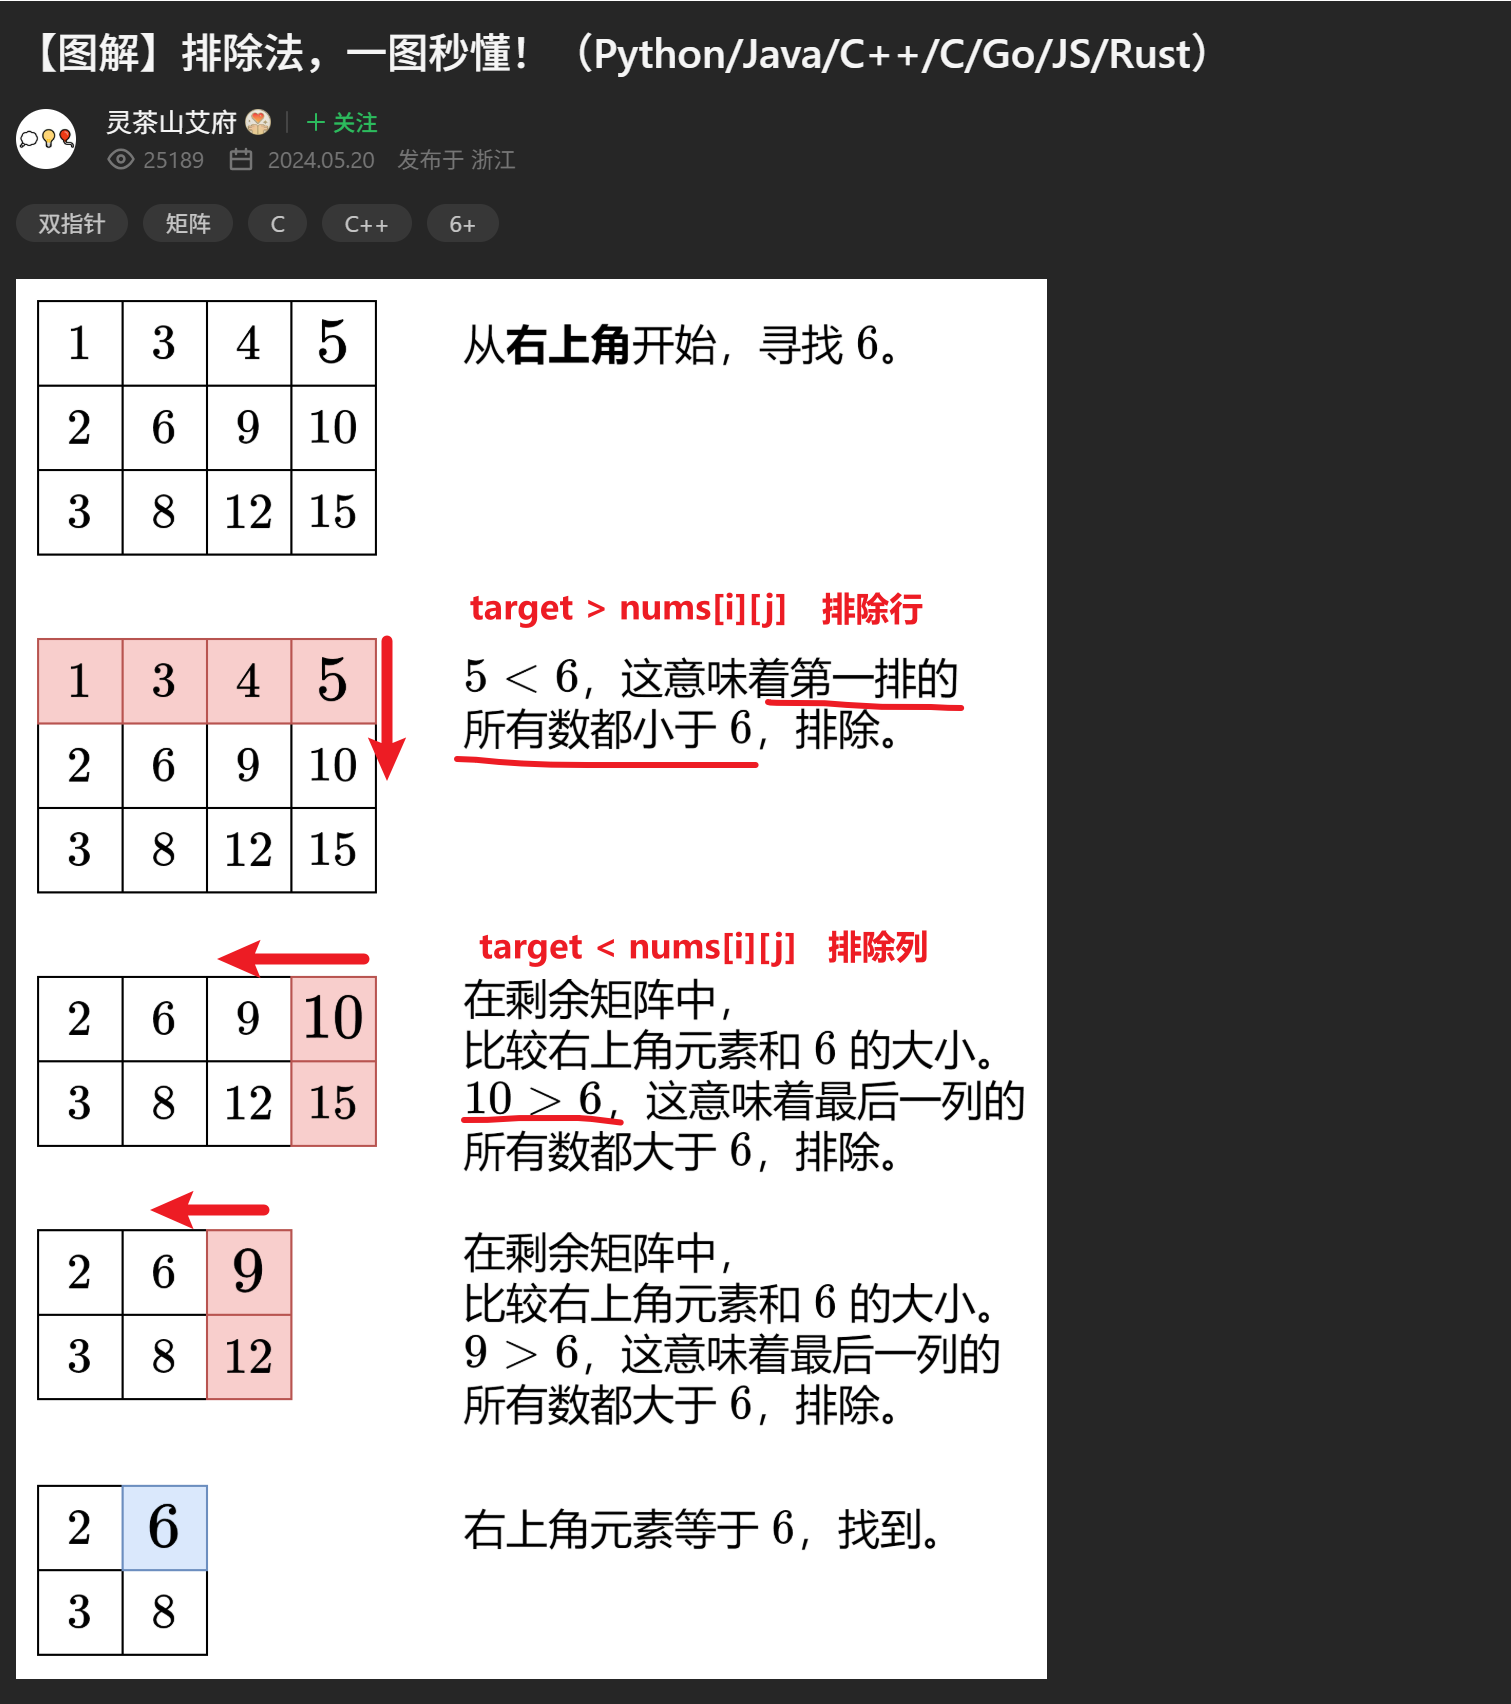 【图解】排除法，一图秒懂！（Python/Java/C++/C/Go/JS/Rust）
灵茶山艾府 | + 关注
25189 2024.05.20 发布于 浙江
双指针 矩阵 C C++ 6+
1 3 4 5
2 6 9 10
3 8 12 15
从右上角开始，寻找 6。
target > nums[i][j] 排除行
1 3 4 5
2 6 9 10
3 8 12 15
5 < 6，这意味着第一排的
所有数都小于 6，排除。
target < nums[i][j] 排除列
2 6 9 10
3 8 12 15
在剩余矩阵中，
比较右上角元素和 6 的大小。
10 > 6，这意味着最后一列的
所有数都大于 6，排除。
2 6 9
3 8 12
在剩余矩阵中，
比较右上角元素和 6 的大小。
9 > 6，这意味着最后一列的
所有数都大于 6，排除。
2 6
3 8
右上角元素等于 6，找到。